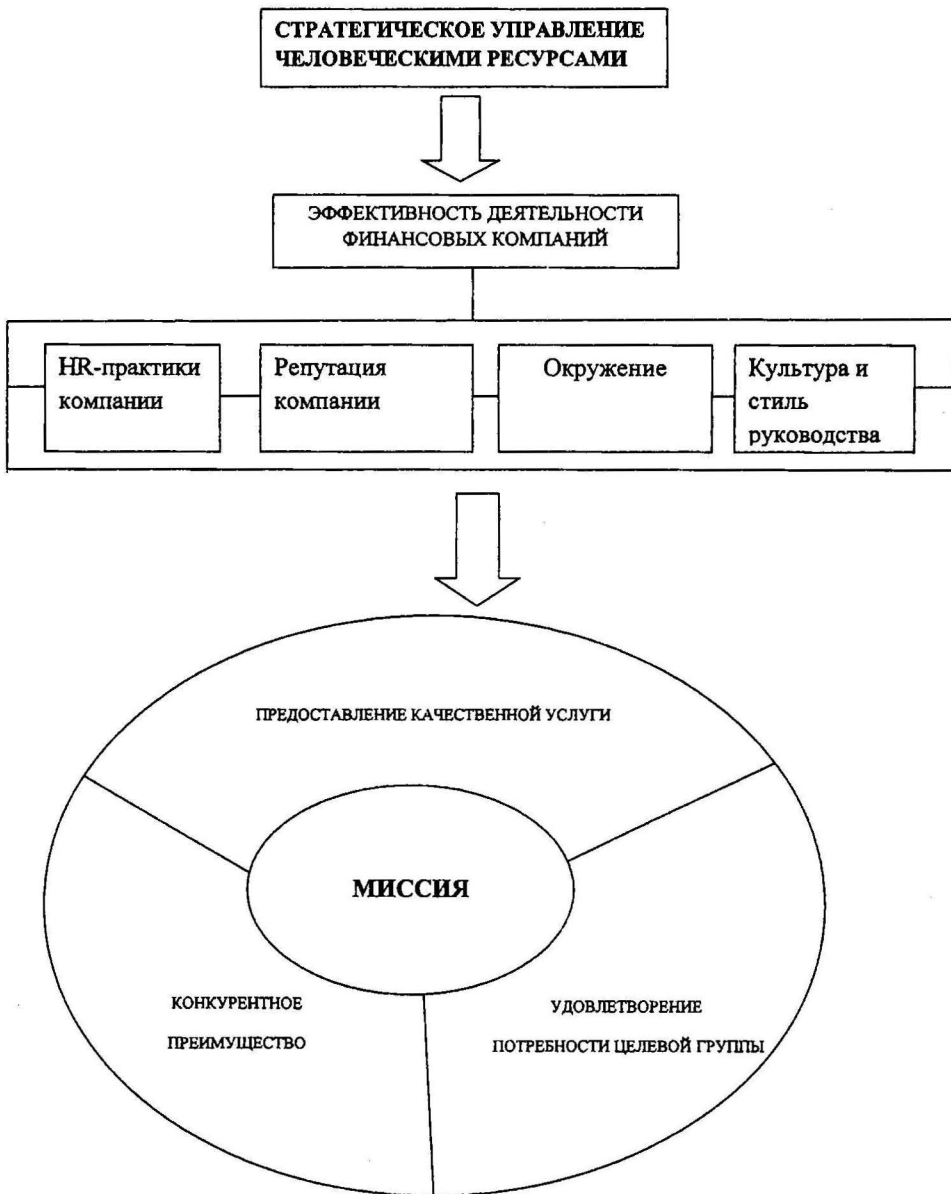 СТРАТЕГИЧЕСКОЕ УПРАВЛЕНИЕ
ЧЕЛОВЕЧЕСКИМИ РЕСУРСАМИ
ЭФФЕКТИВНОСТЬ ДЕЯТЕЛЬНОСТИ
ФИНАНСОВЫХ КОМПАНИЙ
HR-практики
компании
Репутация
компании
Окружение
Культура и
стиль
руководства
ПРЕДОСТАВЛЕНИЕ КАЧЕСТВЕННОЙ УСЛУГИ
МИССИЯ
КОНКУРЕНТНОЕ
ПРЕИМУЩЕСТВО
УДОВЛЕТВОРЕНИЕ
ПОТРЕБНОСТИ ЦЕЛЕВОЙ ГРУППЫ